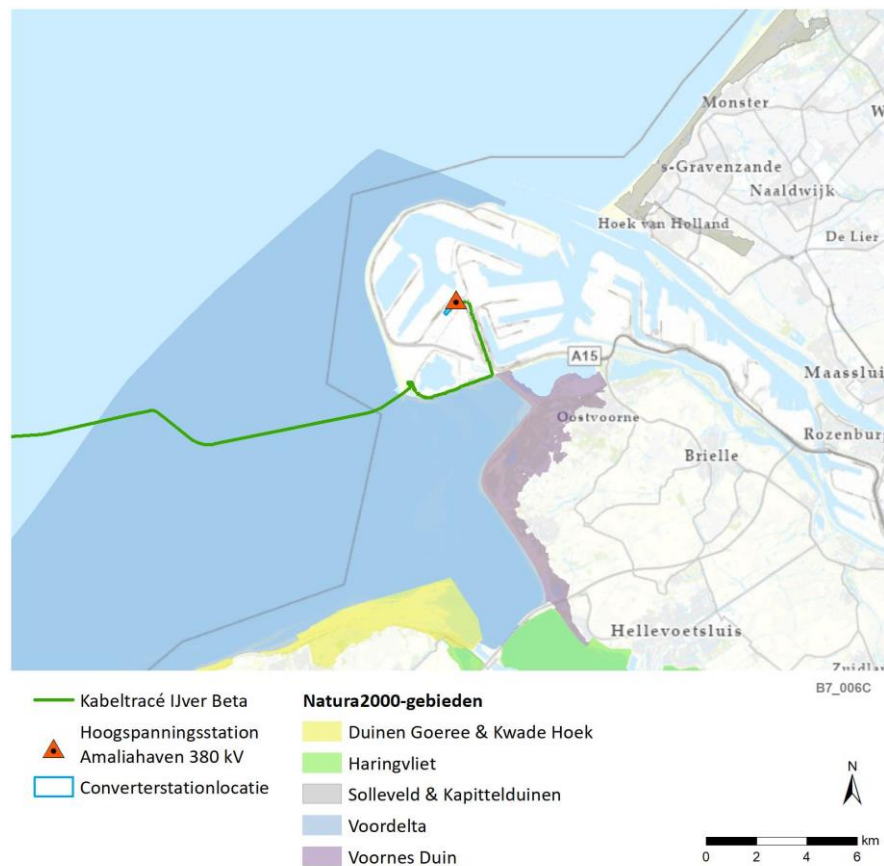 Monster
W
's-Gravenzande
Naaldwijk
Hoek van Holland
De Lier
A15
Maassluis
Oostvoorne
Rozenburg
Brielle
Hellevoetsluis
Zuidland
B7_006C
Kabeltracé IJver Beta
Hoogspanningsstation
Amaliahaven 380 kV
Converterstationlocatie
Natura2000-gebieden
Duinen Goeree & Kwade Hoek
Haringvliet
Solleveld & Kapittelduinen
Voordelta
Voornes Duin
N
km
0 2 4 6